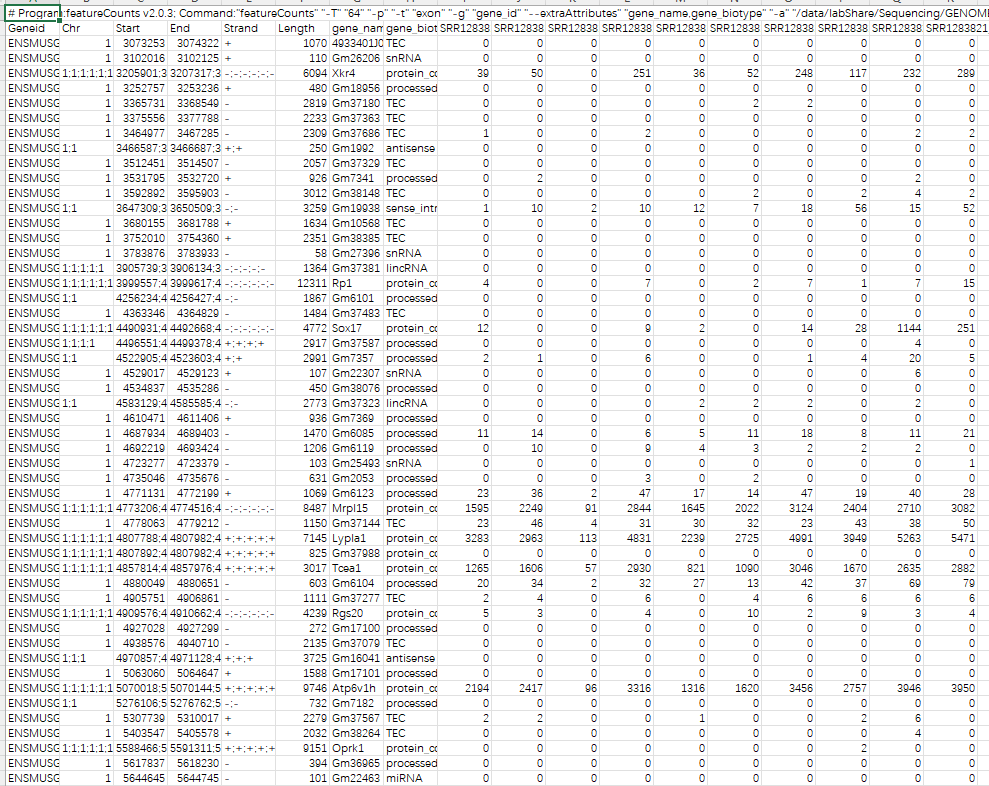 # Program:featureCounts v2.0.3; Command:"featureCounts" "-T" "64" "-p" "-t" "exon" "-g" "gene_id" "--extraAttributes" "gene_name,gene_biotype" "-a" "/data/labShare/Sequencing/GENOME
Geneid Chr Start End Strand Length gene_nam gene_biot SRR12838 SRR12838 SRR12838 SRR12838 SRR12838 SRR12838 SRR12838 SRR12838 SRR12838 SRR1283821
ENSMUSG 1 3073253 3074322 + 1070 4933401J0 TEC 0 0 0 0 0 0 0 0 0 0
ENSMUSG 1 3102016 3102125 + 110 Gm26206 snRNA 0 0 0 0 0 0 0 0 0 0
ENSMUSG 1;1;1;1;1;1 3205901;3 3207317;3 -;-;-;-;-;- 6094 Xkr4 protein_co 39 50 0 251 36 52 248 117 232 289
ENSMUSG 1 3252757 3253236 + 480 Gm18956 processed 0 0 0 0 0 0 0 0 0 0
ENSMUSG 1 3365731 3368549 - 2819 Gm37180 TEC 0 0 0 0 0 2 2 0 0 0
ENSMUSG 1 3375556 3377788 - 2233 Gm37363 TEC 0 0 0 0 0 0 0 0 0 0
ENSMUSG 1 3464977 3467285 - 2309 Gm37686 TEC 1 0 0 2 0 0 0 0 2 2
ENSMUSG 1;1 3466587;3 3466687;3 +;+ 250 Gm1992 antisense 0 0 0 0 0 0 0 0 0 0
ENSMUSG 1 3512451 3514507 - 2057 Gm37329 TEC 0 0 0 0 0 0 0 0 0 0
ENSMUSG 1 3531795 3532720 + 926 Gm7341 processed 0 2 0 0 0 0 0 0 2 0
ENSMUSG 1 3592892 3595903 - 3012 Gm38148 TEC 0 0 0 0 0 2 0 2 4 2
ENSMUSG 1;1 3647309;3 3650509;3 -;- 3259 Gm19938 sense_intr 1 10 2 10 12 7 18 56 15 52
ENSMUSG 1 3680155 3681788 + 1634 Gm10568 TEC 0 0 0 0 0 0 0 0 0 0
ENSMUSG 1 3752010 3754360 + 2351 Gm38385 TEC 0 0 0 0 0 0 0 0 0 0
ENSMUSG 1 3783876 3783933 - 58 Gm27396 snRNA 0 0 0 0 0 0 0 0 0 0
ENSMUSG 1;1;1;1;1 3905739;3 3906134;3 -;-;-;-;- 1364 Gm37381 lincRNA 0 0 0 0 0 0 0 0 0 0
ENSMUSG 1;1;1;1;1;1 3999557;4 3999617;4 -;-;-;-;-;- 12311 Rp1 protein_co 4 0 0 7 0 2 7 1 7 15
ENSMUSG 1;1 4256234;4 4256427;4 -;- 1867 Gm6101 processed 0 0 0 0 0 0 0 0 0 0
ENSMUSG 1 4363346 4364829 - 1484 Gm37483 TEC 0 0 0 0 0 0 0 0 0 0
ENSMUSG 1;1;1;1;1;1 4490931;4 4492668;4 -;-;-;-;-;- 4772 Sox17 protein_co 12 0 0 9 2 0 14 28 1144 251
ENSMUSG 1;1;1;1 4496551;4 4499378;4 +;+;+;+ 2917 Gm37587 processed 0 0 0 0 0 0 0 0 4 0
ENSMUSG 1;1 4522905;4 4523603;4 +;+ 2991 Gm7357 processed 2 1 0 6 0 0 1 4 20 5
ENSMUSG 1 4529017 4529123 + 107 Gm22307 snRNA 0 0 0 0 0 0 0 0 6 0
ENSMUSG 1 4534837 4535286 - 450 Gm38076 processed 0 0 0 0 0 0 0 0 0 0
ENSMUSG 1;1 4583129;4 4585585;4 -;- 2773 Gm37323 lincRNA 0 0 0 0 2 2 2 0 2 0
ENSMUSG 1 4610471 4611406 + 936 Gm7369 processed 0 0 0 0 0 0 0 0 0 0
ENSMUSG 1 4687934 4689403 - 1470 Gm6085 processed 11 14 0 6 5 11 18 8 11 21
ENSMUSG 1 4692219 4693424 - 1206 Gm6119 processed 0 10 0 9 4 3 2 2 2 0
ENSMUSG 1 4723277 4723379 - 103 Gm25493 snRNA 0 0 0 0 0 0 0 0 0 1
ENSMUSG 1 4735046 4735676 - 631 Gm2053 processed 0 0 0 3 0 2 0 0 0 0
ENSMUSG 1 4771131 4772199 + 1069 Gm6123 processed 23 36 2 47 17 14 47 19 40 28
ENSMUSG 1;1;1;1;1;1 4773206;4 4774516;4 -;-;-;-;-;- 8487 Mrpl15 protein_co 1595 2249 91 2844 1645 2022 3124 2404 2710 3082
ENSMUSG 1 4778063 4779212 - 1150 Gm37144 TEC 23 46 4 31 30 32 23 43 38 50
ENSMUSG 1;1;1;1;1;1 4807788;4 4807982;4 +;+;+;+;+ 7145 Lypla1 protein_co 3283 2963 113 4831 2239 2725 4991 3949 5263 5471
ENSMUSG 1;1;1;1;1;1 4807892;4 4807982;4 +;+;+;+;+ 825 Gm37988 protein_co 0 0 0 0 0 0 0 0 0 0
ENSMUSG 1;1;1;1;1;1 4857814;4 4857976;4 +;+;+;+;+ 3017 Tcea1 protein_co 1265 1606 57 2930 821 1090 3046 1670 2635 2882
ENSMUSG 1 4880049 4880651 - 603 Gm6104 processed 20 34 2 32 27 13 42 37 69 79
ENSMUSG 1 4905751 4906861 - 1111 Gm37277 TEC 2 4 0 6 0 4 6 6 6 6
ENSMUSG 1;1;1;1;1;1 4909576;4 4910662;4 -;-;-;-;-;- 4239 Rgs20 protein_co 5 3 0 4 0 10 2 9 3 4
ENSMUSG 1 4927028 4927299 - 272 Gm17100 processed 0 0 0 0 0 0 0 0 0 0
ENSMUSG 1 4938576 4940710 - 2135 Gm37079 TEC 0 0 0 0 0 0 0 0 0 0
ENSMUSG 1;1;1 4970857;4 4971128;4 +;+;+ 3725 Gm16041 antisense 0 0 0 0 0 0 0 0 0 0
ENSMUSG 1 5063060 5064647 + 1588 Gm17101 processed 0 0 0 0 0 0 0 0 0 0
ENSMUSG 1;1;1;1;1;1 5070018;5 5070144;5 +;+;+;+;+ 9746 Atp6v1h protein_co 2194 2417 96 3316 1316 1620 3456 2757 3946 3950
ENSMUSG 1;1 5276106;5 5276762;5 -;- 732 Gm7182 processed 0 0 0 0 0 0 0 0 0 0
ENSMUSG 1 5307739 5310017 + 2279 Gm37567 TEC 2 2 0 0 1 0 0 2 6 0
ENSMUSG 1 5403547 5405578 + 2032 Gm38264 TEC 0 0 0 0 0 0 0 0 4 0
ENSMUSG 1;1;1;1;1;1 5588466;5 5591311;5 +;+;+;+;+ 9151 Oprk1 protein_co 0 0 0 0 0 0 0 2 0 0
ENSMUSG 1 5617837 5618230 - 394 Gm36965 processed 0 0 0 0 0 0 0 0 0 0
ENSMUSG 1 5644645 5644745 - 101 Gm22463 miRNA 0 0 0 0 0 0 0 0 0 0